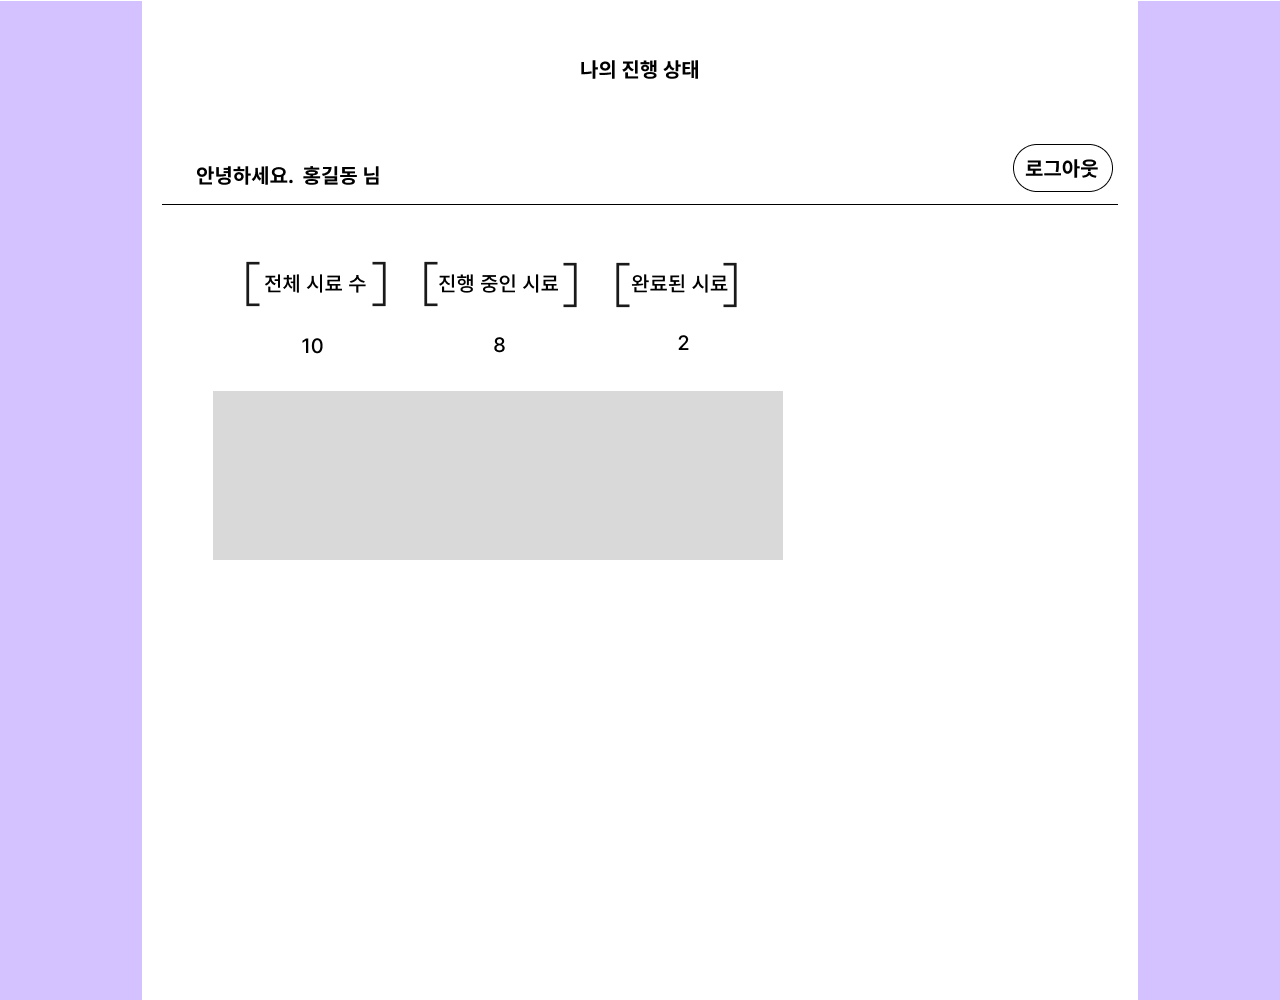 나의 진행 상태
안녕하세요. 홍길동 님
로그아웃
전체 시료 수
진행 중인 시료
완료된 시료
10
8
2